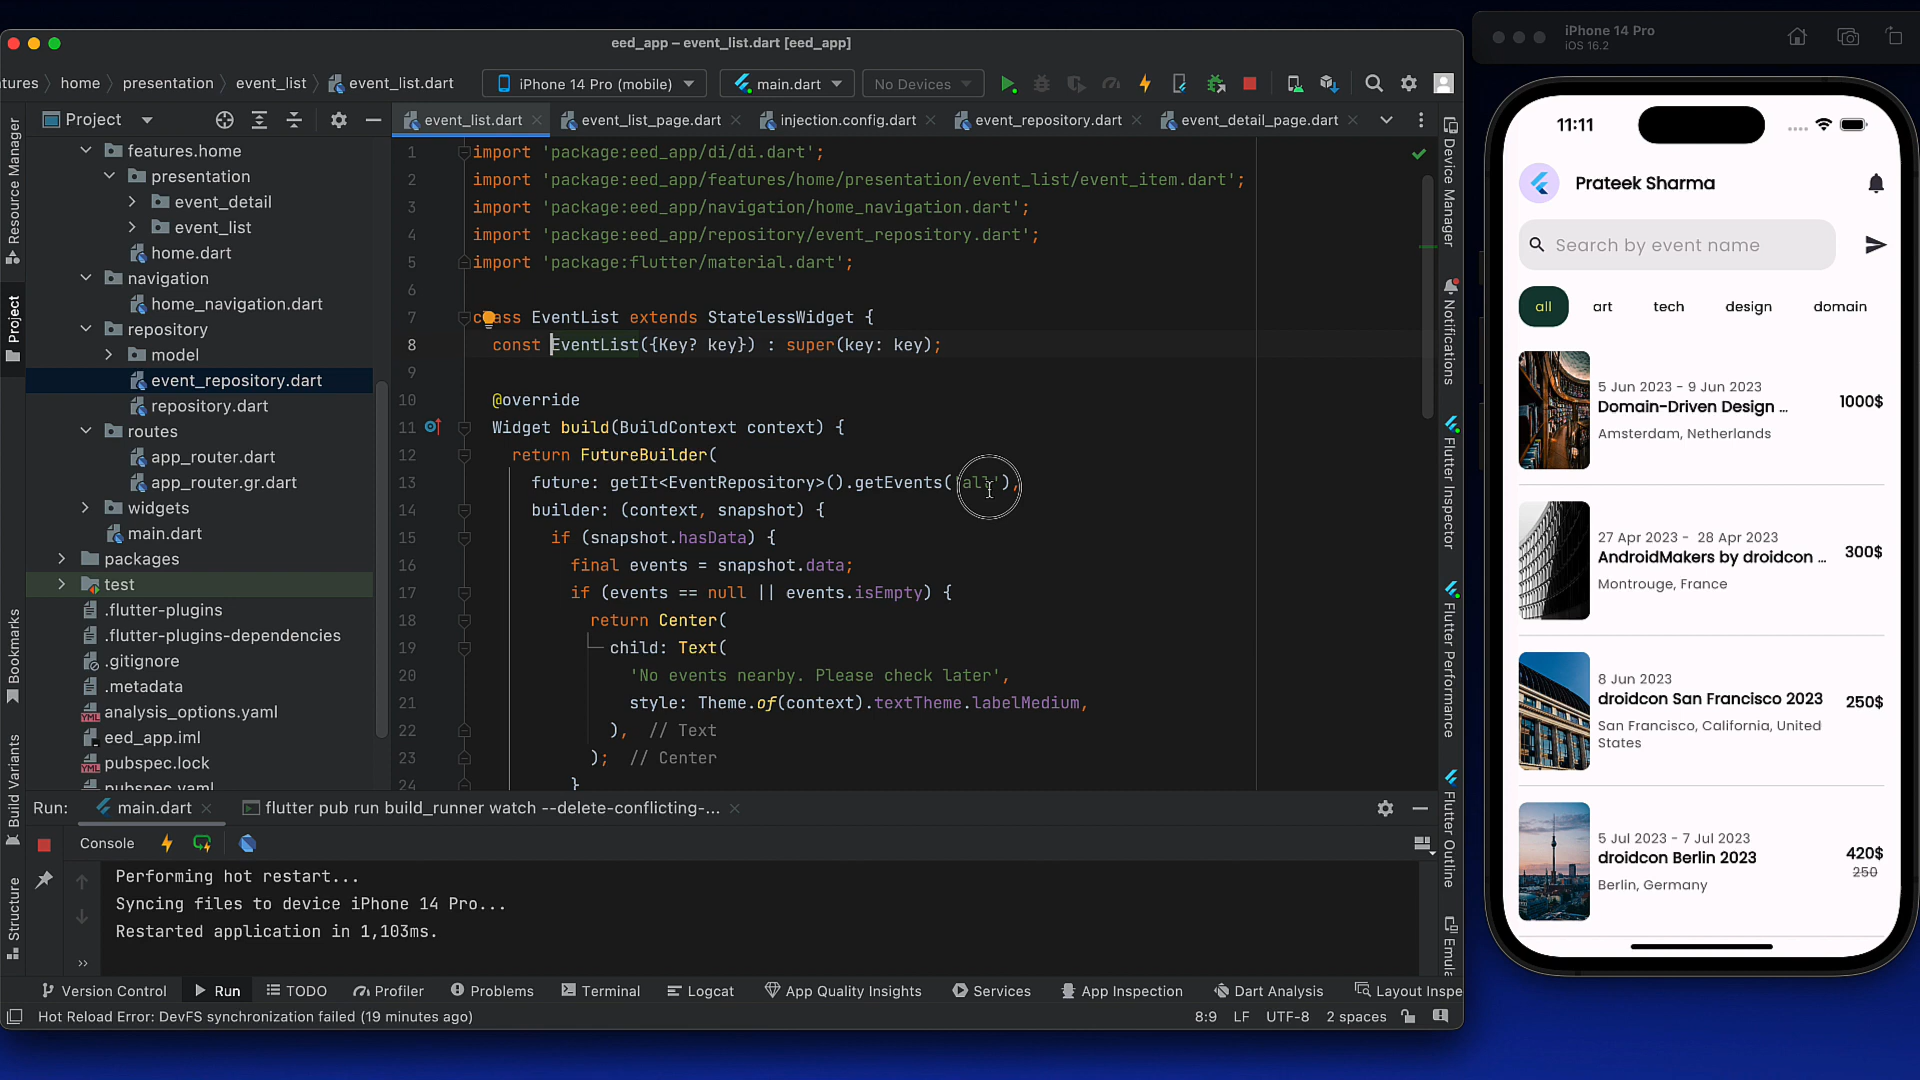 eed_app – event_list.dart [eed_app]
tures
home
presentation
event_list
event_list.dart
iPhone 14 Pro (mobile)
main.dart
No Devices
Project
event_list.dart
event_list_page.dart
injection.config.dart
event_repository.dart
event_detail_page.dart
Resource Manager
Project
Bookmarks
Build Variants
Structure
features.home
presentation
event_detail
event_list
home.dart
navigation
home_navigation.dart
repository
model
event_repository.dart
repository.dart
routes
app_router.dart
app_router.gr.dart
widgets
main.dart
packages
test
.flutter-plugins
.flutter-plugins-dependencies
.gitignore
.metadata
analysis_options.yaml
eed_app.iml
pubspec.lock
pubspec.yaml
1 import 'package:eed_app/di/di.dart';
2 import 'package:eed_app/features/home/presentation/event_list/event_item.dart';
3 import 'package:eed_app/navigation/home_navigation.dart';
4 import 'package:eed_app/repository/event_repository.dart';
5 import 'package:flutter/material.dart';
6
7 class EventList extends StatelessWidget {
8 const EventList({Key? key}) : super(key: key);
9
10 @override
11 Widget build(BuildContext context) {
12 return FutureBuilder(
13 future: getIt<EventRepository>().getEvents('all'),
14 builder: (context, snapshot) {
15 if (snapshot.hasData) {
16 final events = snapshot.data;
17 if (events == null || events.isEmpty) {
18 return Center(
19 child: Text(
20 'No events nearby. Please check later',
21 style: Theme.of(context).textTheme.labelMedium,
22 ), // Text
23 ); // Center
24 }
Device Manager
Notifications
Flutter Inspector
Flutter Performance
Flutter Outline
Emula
Run:
main.dart
flutter pub run build_runner watch --delete-conflicting-...
Console
Performing hot restart...
Syncing files to device iPhone 14 Pro...
Restarted application in 1,103ms.
Version Control
Run
TODO
Profiler
Problems
Terminal
Logcat
App Quality Insights
Services
App Inspection
Dart Analysis
Layout Inspe
Hot Reload Error: DevFS synchronization failed (19 minutes ago)
8:9
LF
UTF-8
2 spaces
iPhone 14 Pro
iOS 16.2
11:11
Prateek Sharma
Search by event name
all
art
tech
design
domain
5 Jun 2023 - 9 Jun 2023
Domain-Driven Design ...
Amsterdam, Netherlands
1000$
27 Apr 2023 - 28 Apr 2023
AndroidMakers by droidcon ...
Montrouge, France
300$
8 Jun 2023
droidcon San Francisco 2023
San Francisco, California, United
States
250$
5 Jul 2023 - 7 Jul 2023
droidcon Berlin 2023
Berlin, Germany
420$
250